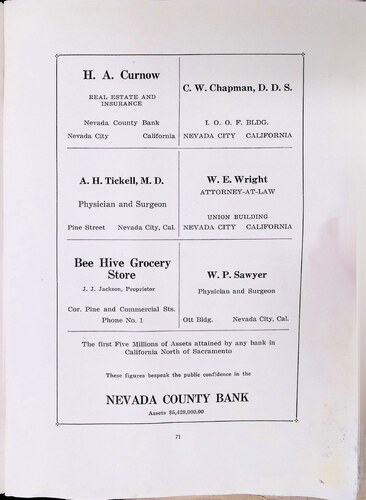 H. A. Curnow
REAL ESTATE AND
INSURANCE
Nevada County Bank
Nevada City California
C. W. Chapman, D. D. S.
I. O. O. F. BLDG.
NEVADA CITY CALIFORNIA
A. H. Tickell, M. D.
Physician and Surgeon
Pine Street Nevada City, Cal.
W. E. Wright
ATTORNEY-AT-LAW
UNION BUILDING
NEVADA CITY CALIFORNIA
Bee Hive Grocery
Store
J. J. Jackson, Proprietor
Cor. Pine and Commercial Sts.
Phone No. 1
W. P. Sawyer
Physician and Surgeon
Ott Bldg. Nevada City, Cal.
The first Five Millions of Assets attained by any bank in
California North of Sacramento
These figures bespeak the public confidence in the
NEVADA COUNTY BANK
Assets $5,429,000.00
71